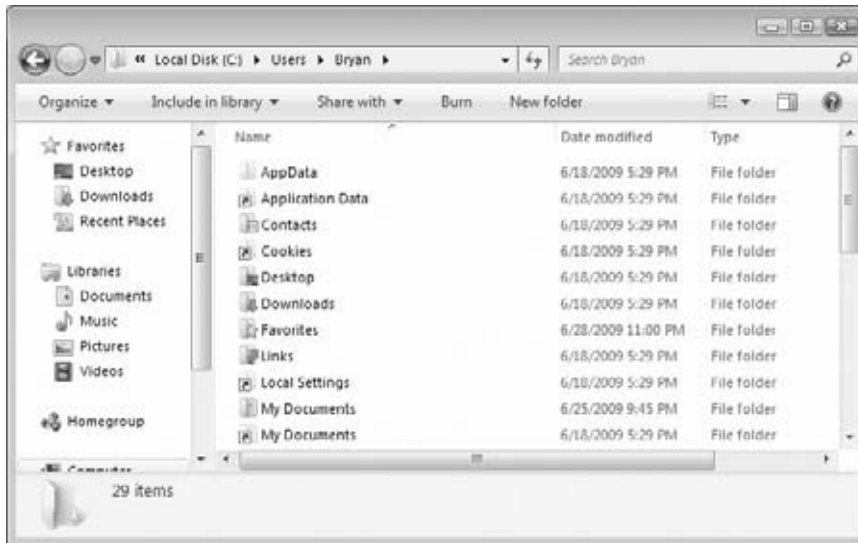 « Local Disk (C:) ▸ Users ▸ Bryan ▸
Search Bryan
Organize ▾ Include in library ▾ Share with ▾ Burn New folder
Name Date modified Type
Favorites
Desktop
Downloads
Recent Places
Libraries
Documents
Music
Pictures
Videos
Homegroup
Computer
AppData 6/18/2009 5:29 PM File folder
Application Data 6/18/2009 5:29 PM File folder
Contacts 6/18/2009 5:29 PM File folder
Cookies 6/18/2009 5:29 PM File folder
Desktop 6/18/2009 5:29 PM File folder
Downloads 6/18/2009 5:29 PM File folder
Favorites 6/28/2009 11:00 PM File folder
Links 6/18/2009 5:29 PM File folder
Local Settings 6/18/2009 5:29 PM File folder
My Documents 6/25/2009 9:45 PM File folder
My Documents 6/18/2009 5:29 PM File folder
29 items